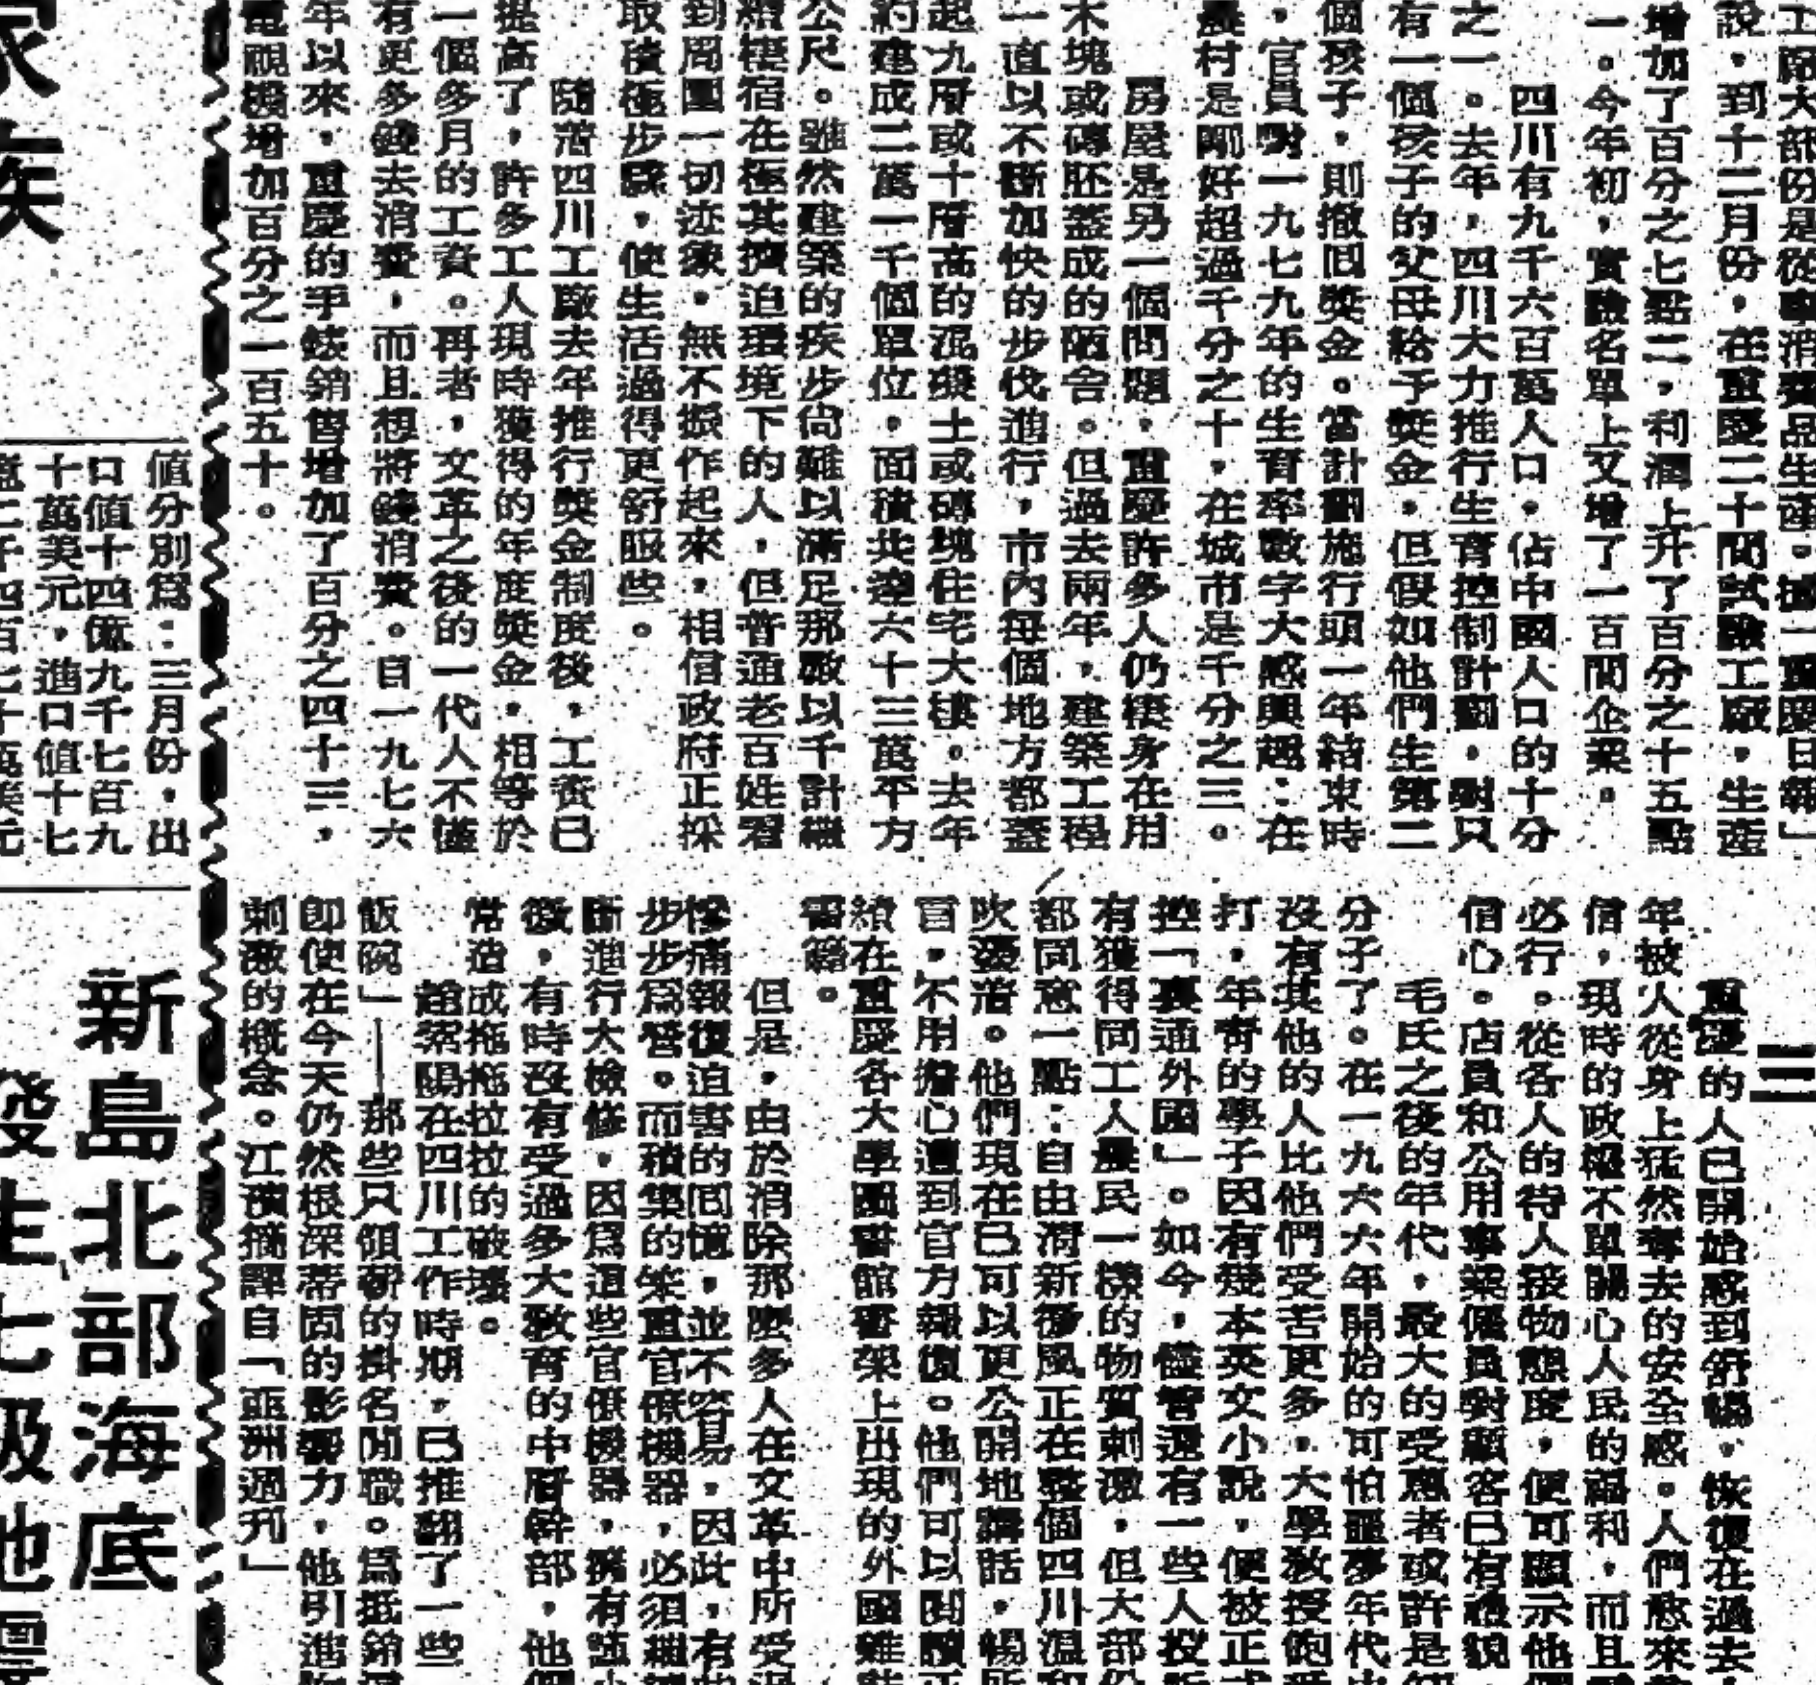 工廠大部份是從事消費品生產。據「重慶日報」
說，到十二月份，在重慶二十間試驗工廠，生產
增加了百分之七點二，利潤上升了百分之十五點
一。今年初，實驗名單上又增了一百間企業。
四川有九千六百萬人口，佔中國人口的十分
之一。去年，四川大力推行生育控制計劃，對只
有一個孩子的父母給予獎金，但假如他們生第二
個孩子，則撤回獎金。當計劃施行頭一年結束時
，官員對一九七九年的生育率數字大感興趣：在
農村是剛好超過千分之十，在城市是千分之三。
房屋是另一個問題，重慶許多人仍棲身在用
木塊或磚胚蓋成的陋舍。但過去兩年，建築工程
一直以不斷加快的步伐進行，市內每個地方都蓋
起九層或十層高的混凝土或磚塊住宅大樓。去年
約建成二萬一千個單位，面積共達六十三萬平方
公尺。雖然建築的疾步尚難以滿足那數以千計繼
續棲宿在極其擠迫環境下的人，但普通老百姓看
到周圍一切迹象，無不振作起來，相信政府正採
取積極步驟，使生活過得更舒服些。
隨着四川工廠去年推行獎金制度後，工資已
提高了，許多工人現時獲得的年度獎金，相等於
一個多月的工資。再者，文革之後的一代人不僅
有更多錢去消費，而且想將錢消費。自一九七六
年以來，重慶的手錶銷售增加了百分之四十三，
電視機增加百分之一百五十。
三
重慶的人已開始感到舒暢，恢復在過去
年被人從身上猛然奪去的安全感。人們愈來
信，現時的政權不單關心人民的福利，而且
必行。從各人的待人接物態度，便可顯示他們
信心。店員和公用事業僱員對顧客已有禮貌
毛氏之後的年代，最大的受惠者或許是知
分子了。在一九六六年開始的可怕噩夢年代
沒有其他的人比他們受苦更多，大學教授飽受
打，年青的學子因有幾本英文小說，便被正式
控「裏通外國」。如今，儘管還有一些人投訴
有獲得同工人農民一樣的物質刺激，但大部份
都同意一點：自由清新微風正在整個四川溫和
吹盪着。他們現在已可以更公開地講話，暢所
言，不用擔心遭到官方報復。他們可以閱讀
續在重慶各大學圖書館書架上出現的外國雜誌
書籍。
但是，由於消除那麼多人在文革中所受過
慘痛報復迫害的回憶，並不容易，因此，有
步步為營。而積集的笨重官僚機器，必須繼續
斷進行大檢修，因爲這些官僚機器，擁有
徵，有時沒有受過多大教育的中層幹部，他們
常造成拖拖拉拉的破壞。
趙紫陽在四川工作時期，已推翻了一些
飯碗」——那些只領薪的掛名閒職。爲抵銷
即使在今天仍然根深蒂固的影響力，他引進
刺激的概念。江濱摘譯自「亞洲週刊」
家族
值分別爲：三月份，出
口值十四億九千七百九
十萬美元，進口值十七
億二千四百七十萬美元
新島北部海底
發生七級地震